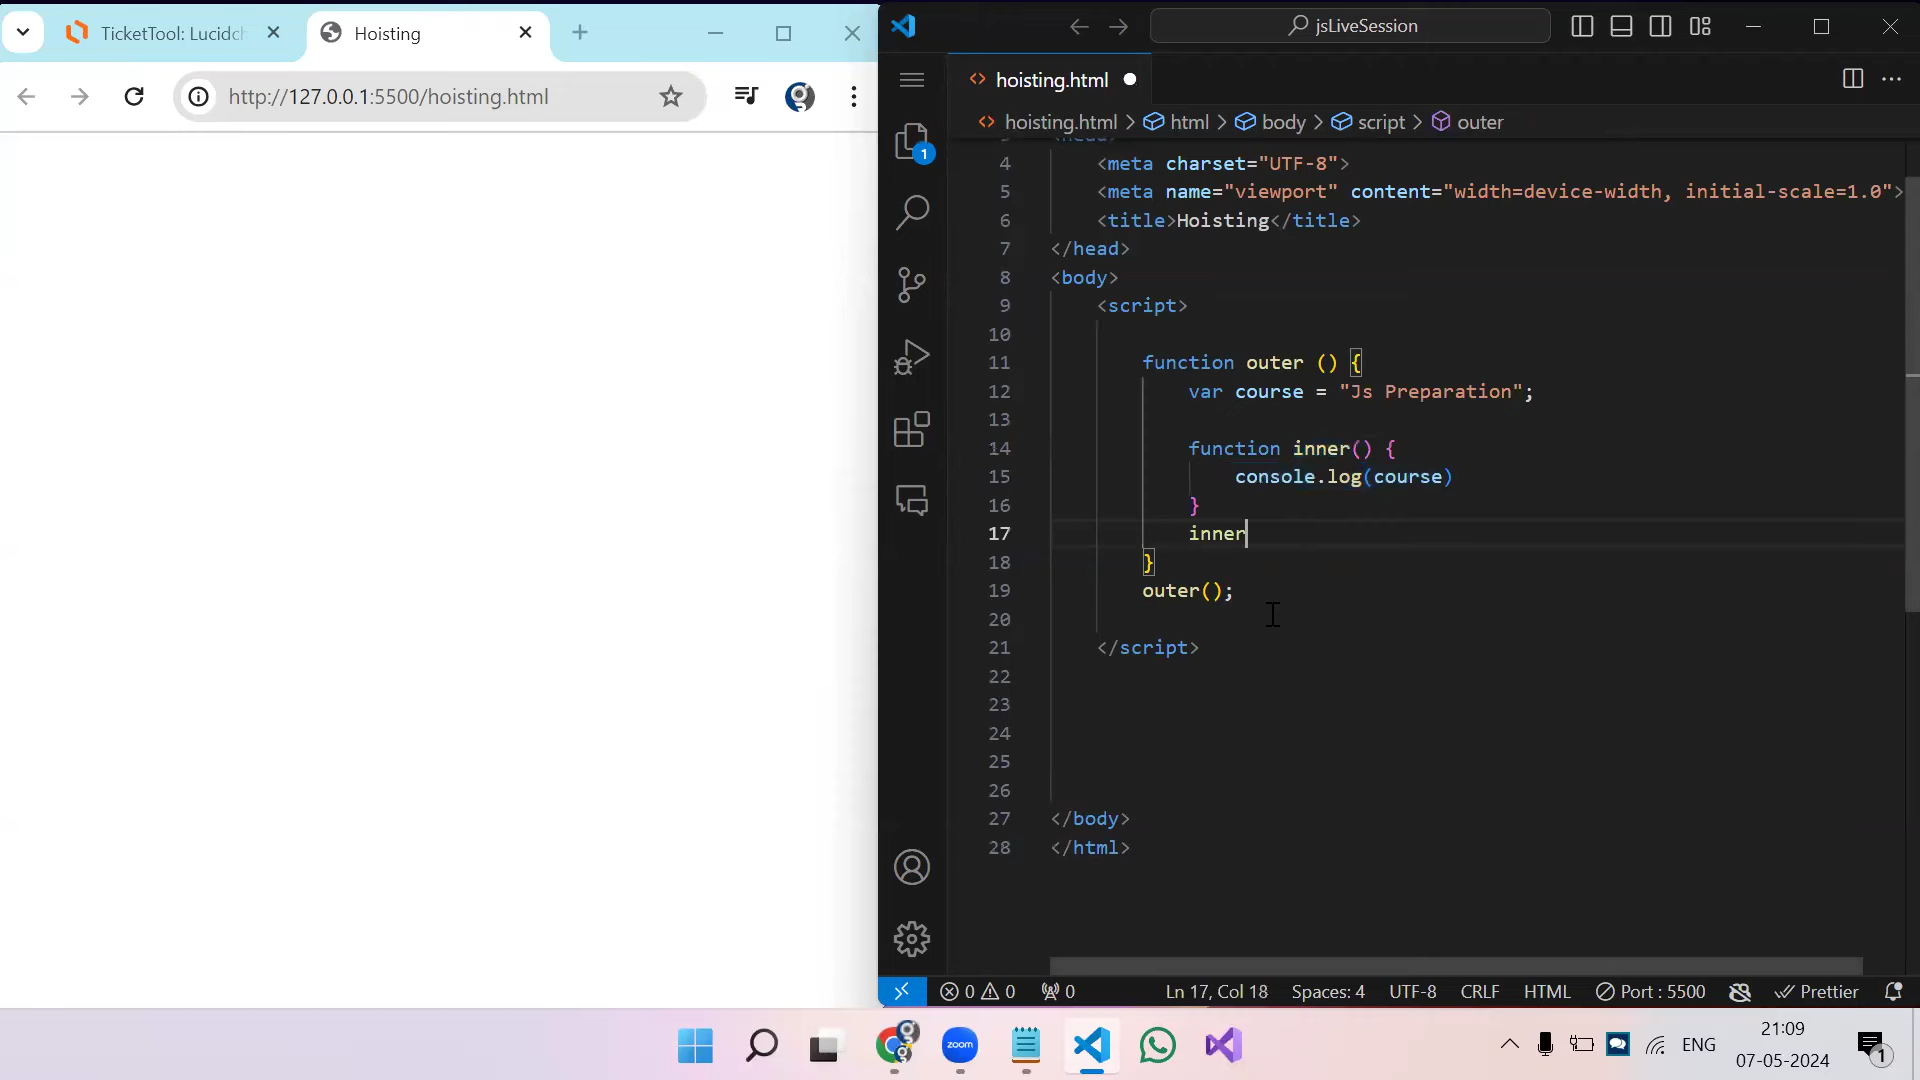 TicketTool: Lucidch
Hoisting
http://127.0.0.1:5500/hoisting.html
jsLiveSession
hoisting.html
hoisting.html > html > body > script > outer
1
4 <meta charset="UTF-8">
5 <meta name="viewport" content="width=device-width, initial-scale=1.0">
6 <title>Hoisting</title>
7 </head>
8 <body>
9 <script>
10
11 function outer () {
12 var course = "Js Preparation";
13
14 function inner() {
15 console.log(course)
16 }
17 inner
18 }
19 outer();
20
21 </script>
22
23
24
25
26
27 </body>
28 </html>
0 0 0 Ln 17, Col 18 Spaces: 4 UTF-8 CRLF HTML Port : 5500 Prettier
zoom
ENG
21:09
07-05-2024
1